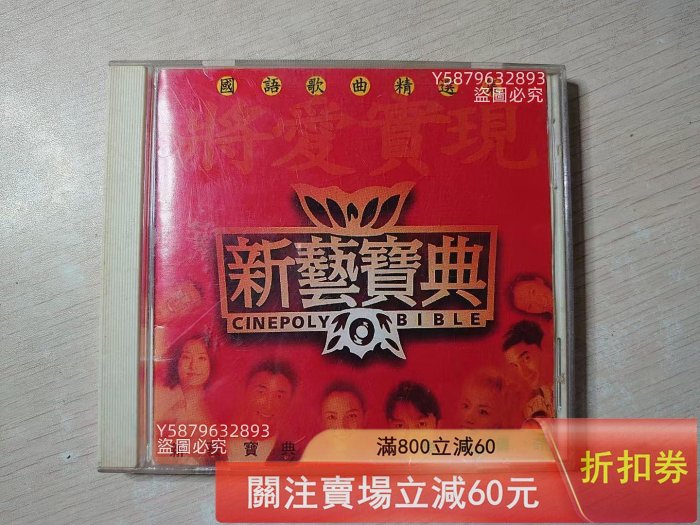 國語歌曲精選
Y5879632893
盜圖必究
將愛實現
新藝寶典
CINEPOLY BIBLE
Y5879632893
盜圖必究
寶典
滿800立減60
關注賣場立減60元
折扣券